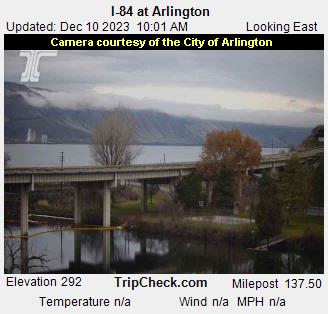 I-84 at Arlington
Updated: Dec 10 2023 10:01 AM Looking East
Camera courtesy of the City of Arlington
Elevation 292 TripCheck.com Milepost 137.50
Temperature n/a Wind n/a MPH n/a